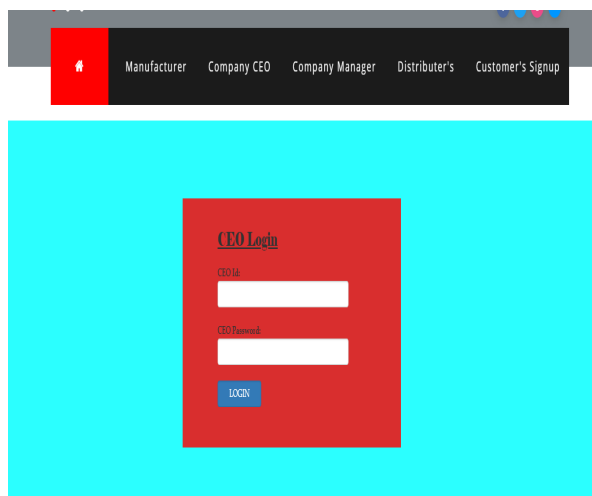 Manufacturer Company CEO Company Manager Distributer's Customer's Signup
CEO Login
CEO Id:
CEO Password:
LOGIN